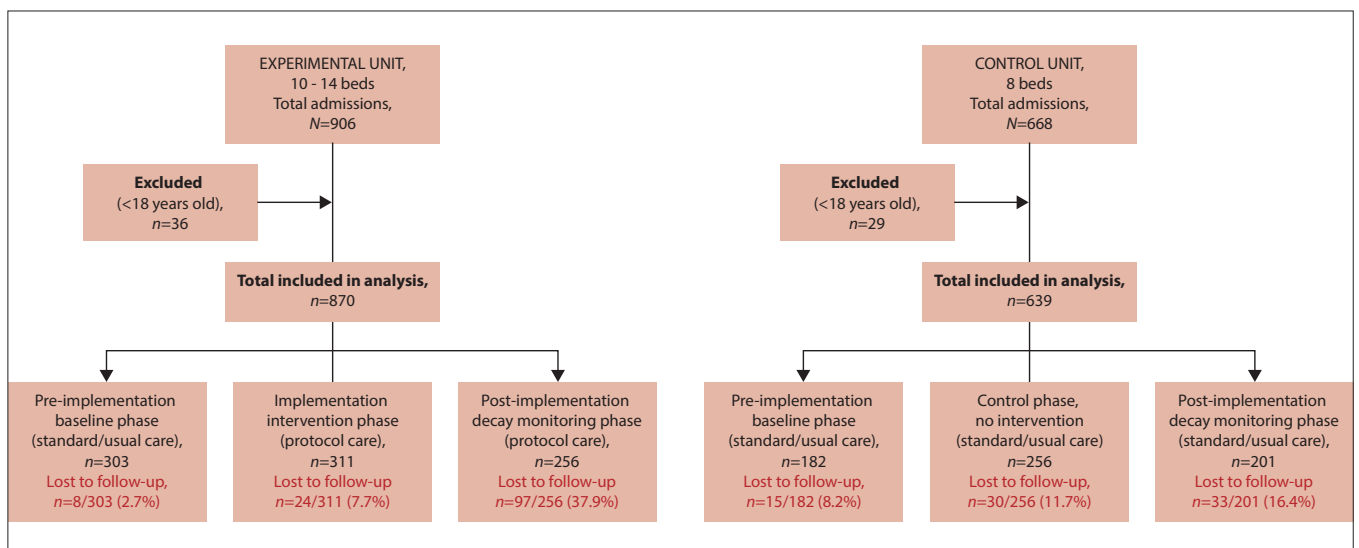 EXPERIMENTAL UNIT,
10 - 14 beds
Total admissions,
N=906
Excluded
(<18 years old),
n=36
Total included in analysis,
n=870
Pre-implementation
baseline phase
(standard/usual care),
n=303
Lost to follow-up,
n=8/303 (2.7%)
Implementation
intervention phase
(protocol care),
n=311
Lost to follow-up
n=24/311 (7.7%)
Post-implementation
decay monitoring phase
(protocol care),
n=256
Lost to follow-up
n=97/256 (37.9%)
CONTROL UNIT,
8 beds
Total admissions,
N=668
Excluded
(<18 years old),
n=29
Total included in analysis,
n=639
Pre-implementation
baseline phase
(standard/usual care),
n=182
Lost to follow-up,
n=15/182 (8.2%)
Control phase,
no intervention
(standard/usual care)
n=256
Lost to follow-up,
n=30/256 (11.7%)
Post-implementation
decay monitoring phase
(standard/usual care),
n=201
Lost to follow-up
n=33/201 (16.4%)